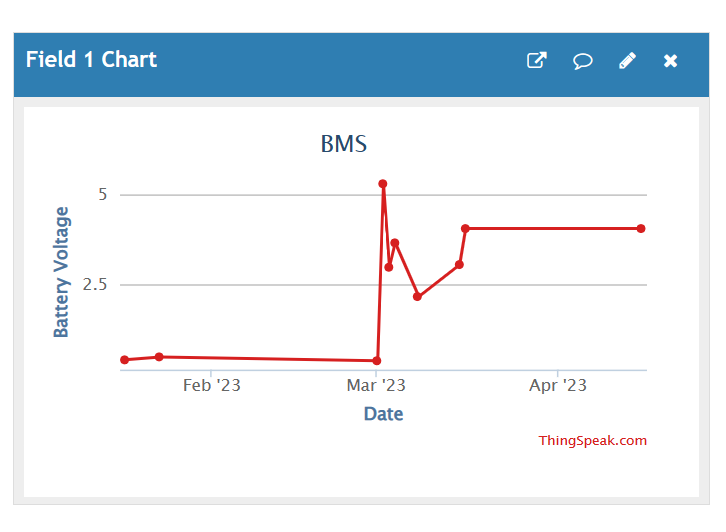 Field 1 Chart
BMS
5
2.5
Battery Voltage
Feb '23 Mar '23 Apr '23
Date
ThingSpeak.com